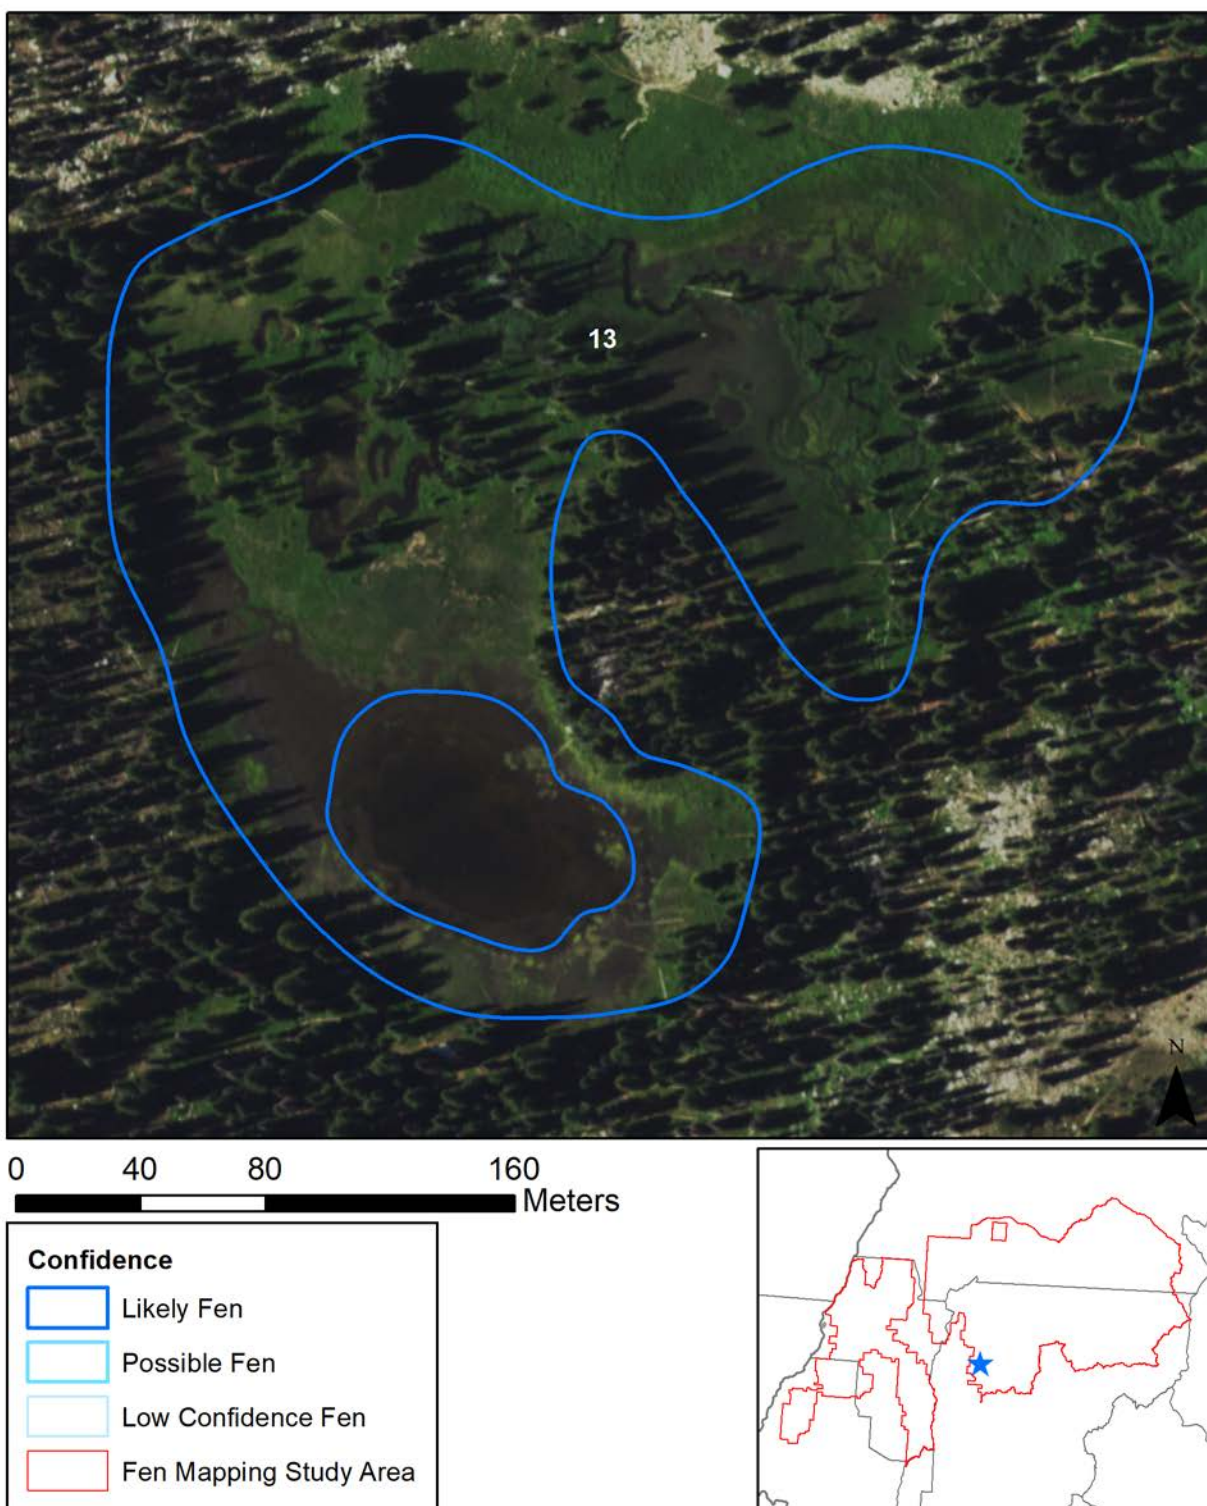 13
N
0 40 80 160
Meters
Confidence
Likely Fen
Possible Fen
Low Confidence Fen
Fen Mapping Study Area